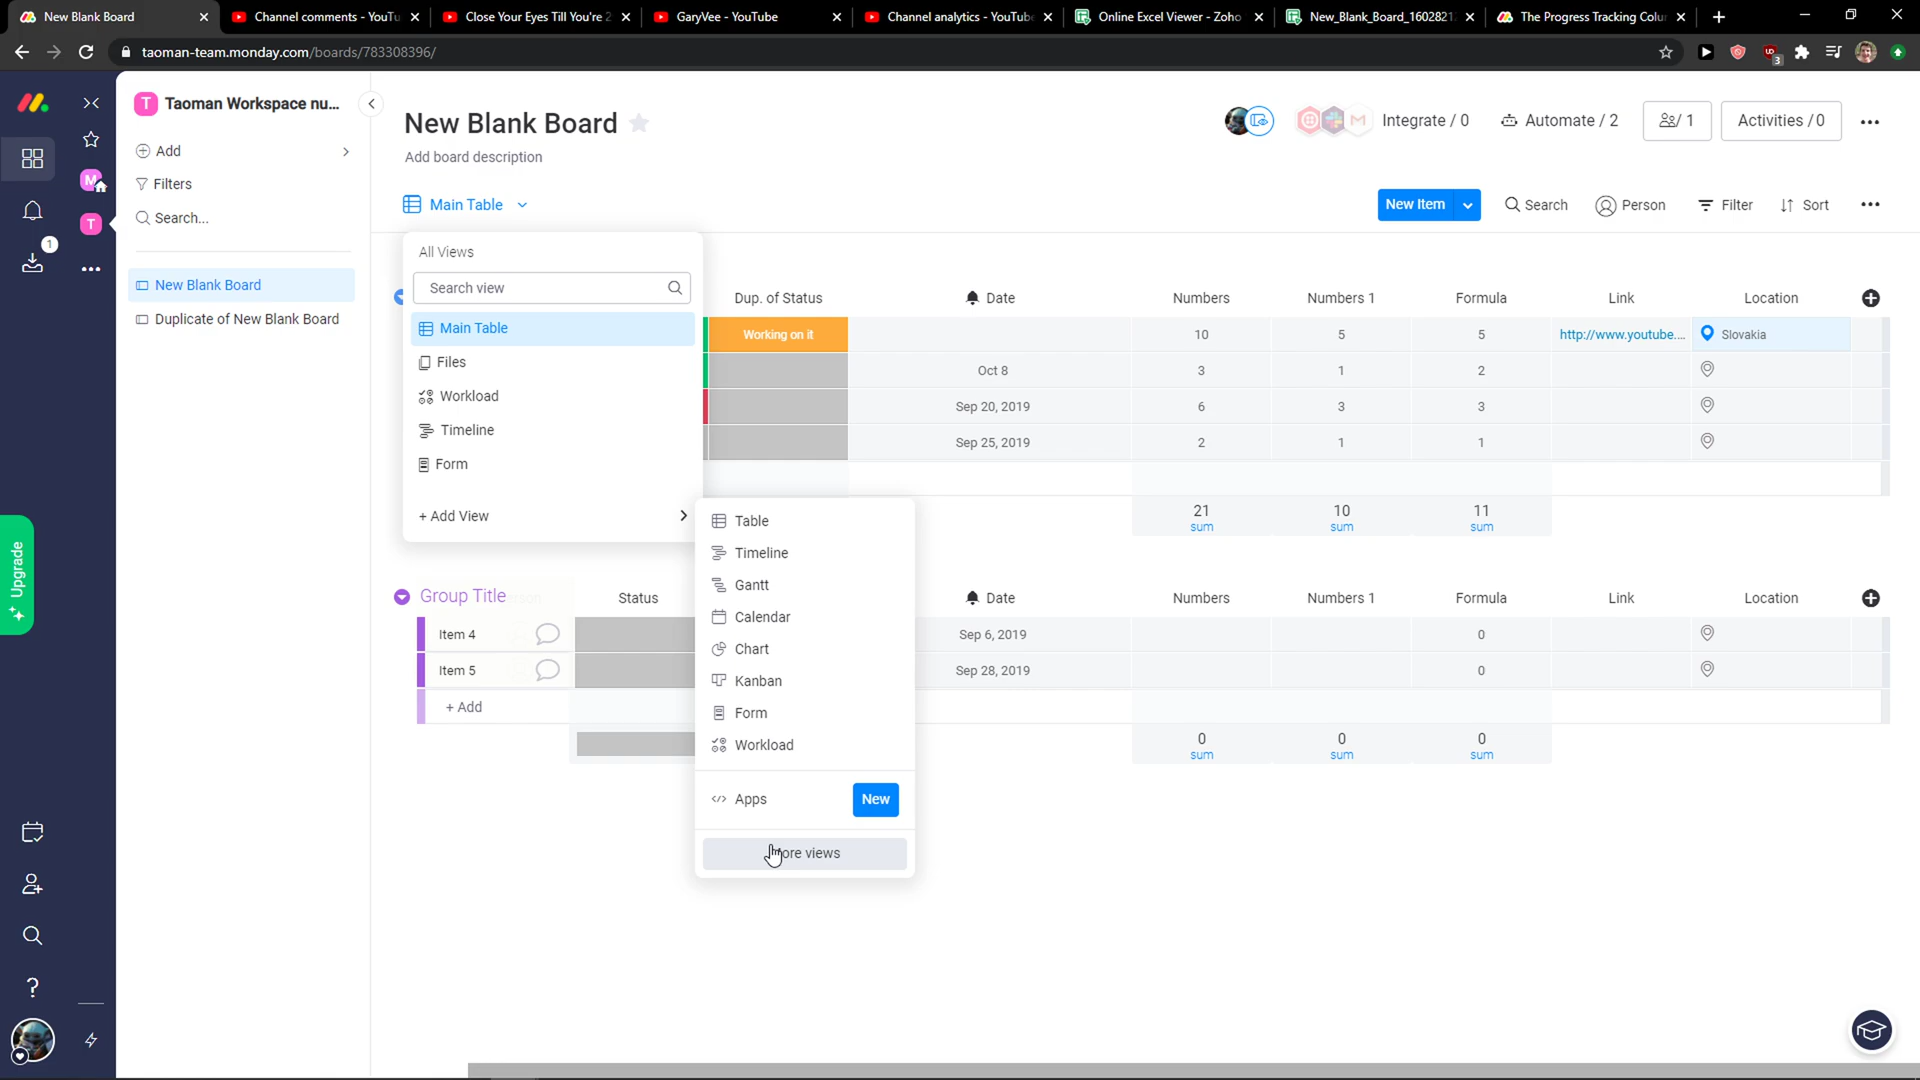 New Blank Board
Channel comments - YouTu
Close Your Eyes Till You're 2
GaryVee - YouTube
Channel analytics - YouTube
Online Excel Viewer - Zoho
New_Blank_Board_1602821
The Progress Tracking Colu
taoman-team.monday.com/boards/783308396/
3
T Taoman Workspace nu...
Add
Filters
Search...
New Blank Board
Duplicate of New Blank Board
M
T
1
Upgrade
New Blank Board
Add board description
Integrate / 0
Automate / 2
/ 1
Activities / 0
Main Table
New Item
Search
Person
Filter
Sort
All Views
Search view
Main Table
Files
Workload
Timeline
Form
+ Add View
Dup. of Status Date Numbers Numbers 1 Formula Link Location
Working on it 10 5 5 http://www.youtube.... Slovakia
Oct 8 3 1 2
Sep 20, 2019 6 3 3
Sep 25, 2019 2 1 1
21 10 11
sum sum sum
Table
Timeline
Gantt
Calendar
Chart
Kanban
Form
Workload
Apps New
ore views
Group Title Status Date Numbers Numbers 1 Formula Link Location
Item 4 Sep 6, 2019 0
Item 5 Sep 28, 2019 0
+ Add
0 0 0
sum sum sum